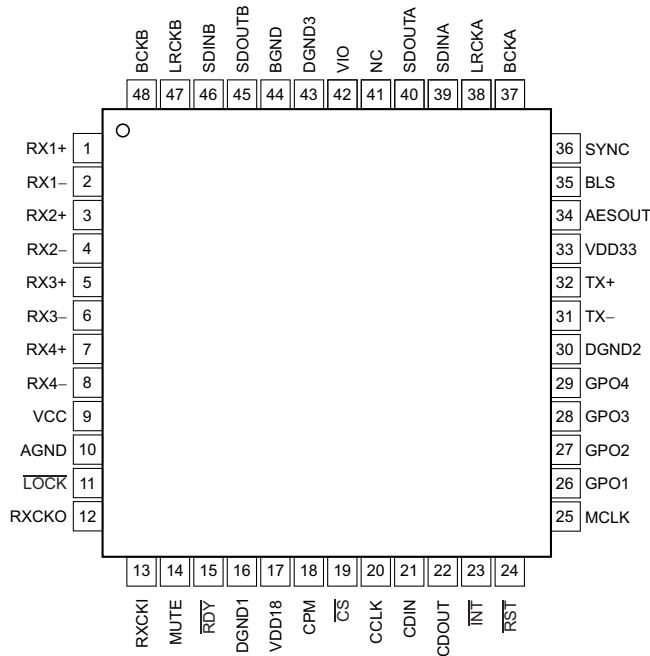 BCKB LRCKB SDINB SDOUTB BGND DGND3 VIO NC SDOUTA SDINA LRCKA BCKA
48 47 46 45 44 43 42 41 40 39 38 37
RX1+ 1 36 SYNC
RX1– 2 35 BLS
RX2+ 3 34 AESOUT
RX2– 4 33 VDD33
RX3+ 5 32 TX+
RX3– 6 31 TX–
RX4+ 7 30 DGND2
RX4– 8 29 GPO4
VCC 9 28 GPO3
AGND 10 27 GPO2
LOCK 11 26 GPO1
RXCKO 12 25 MCLK
13 14 15 16 17 18 19 20 21 22 23 24
RXCKI MUTE RDY DGND1 VDD18 CPM CS CCLK CDIN CDOUT INT RST